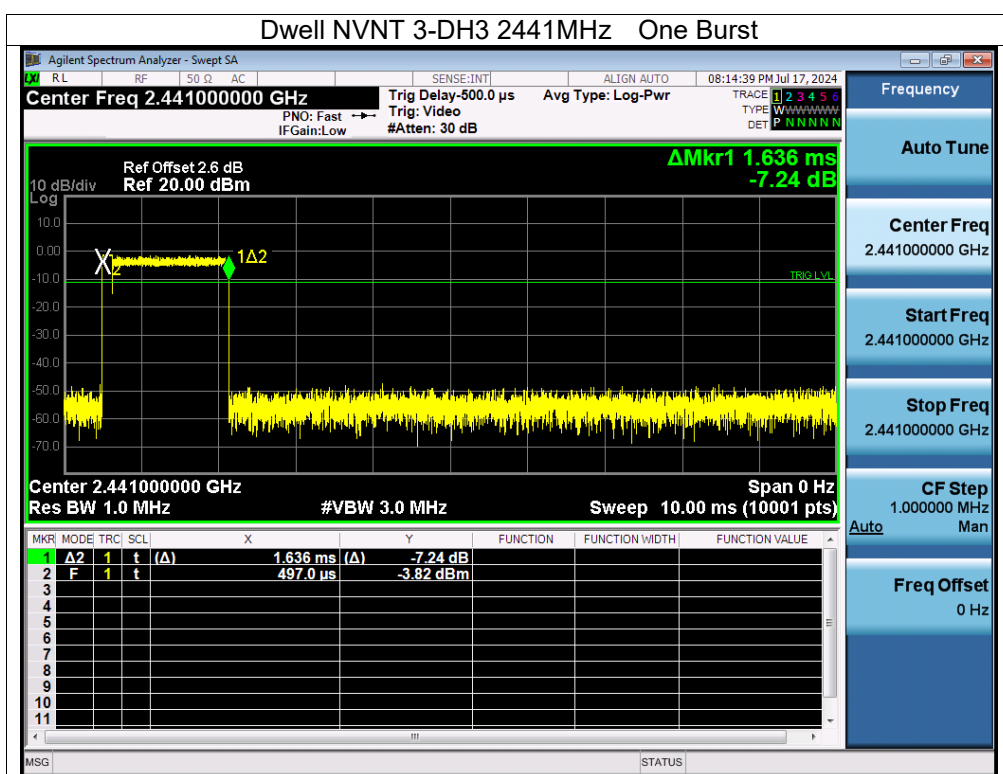 Dwell NVNT 3-DH3 2441MHz One Burst
Agilent Spectrum Analyzer - Swept SA
LXI RL RF 50 Ω AC SENSE:INT ALIGN AUTO 08:14:39 PM Jul 17, 2024
Center Freq 2.441000000 GHz
PNO: Fast
IFGain:Low
Trig Delay-500.0 µs
Trig: Video
#Atten: 30 dB
Avg Type: Log-Pwr
TRACE 1 2 3 4 5 6
TYPE WWWWWW
DET P N N N N N
Frequency
Auto Tune
Center Freq
2.441000000 GHz
Start Freq
2.441000000 GHz
Stop Freq
2.441000000 GHz
CF Step
1.000000 MHz
Auto Man
Freq Offset
0 Hz
ΔMkr1 1.636 ms
-7.24 dB
Ref Offset 2.6 dB
10 dB/div Ref 20.00 dBm
Log
10.0
0.00
-10.0
-20.0
-30.0
-40.0
-50.0
-60.0
-70.0
2
1Δ2
TRIG LVL
Center 2.441000000 GHz Span 0 Hz
Res BW 1.0 MHz #VBW 3.0 MHz Sweep 10.00 ms (10001 pts)
MKR MODE TRC SCL X Y FUNCTION FUNCTION WIDTH FUNCTION VALUE
1 Δ2 1 t (Δ) 1.636 ms (Δ) -7.24 dB
2 F 1 t 497.0 µs -3.82 dBm
3
4
5
6
7
8
9
10
11
MSG STATUS